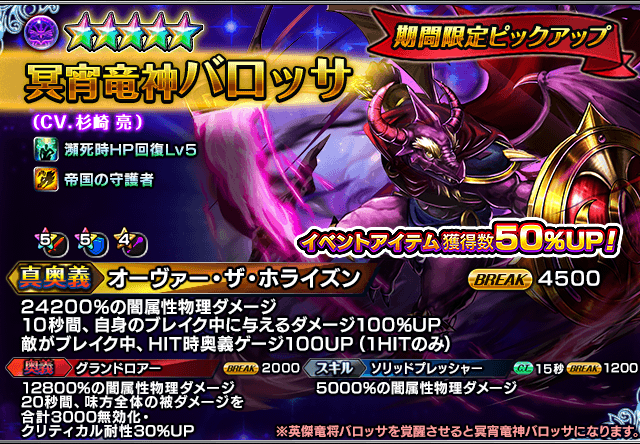 期間限定ピックアップ
冥宵竜神バロッサ
(CV.杉崎 亮)
瀕死時HP回復Lv5
帝国の守護者
5 5 4
イベントアイテム獲得数50%UP!
真奥義 オーヴァー・ザ・ホライズン BREAK 4500
24200%の闇属性物理ダメージ
10秒間、自身のブレイク中に与えるダメージ100%UP
敵がブレイク中、HIT時奥義ゲージ100UP (1HITのみ)
奥義 グランドロアー BREAK 2000
12800%の闇属性物理ダメージ
20秒間、味方全体の被ダメージを
合計3000無効化・
クリティカル耐性30%UP
スキル ソリッドプレッシャー C.T. 15秒 BREAK 1200
5000%の闇属性物理ダメージ
※英傑竜将バロッサを覚醒させると冥宵竜神バロッサになります。